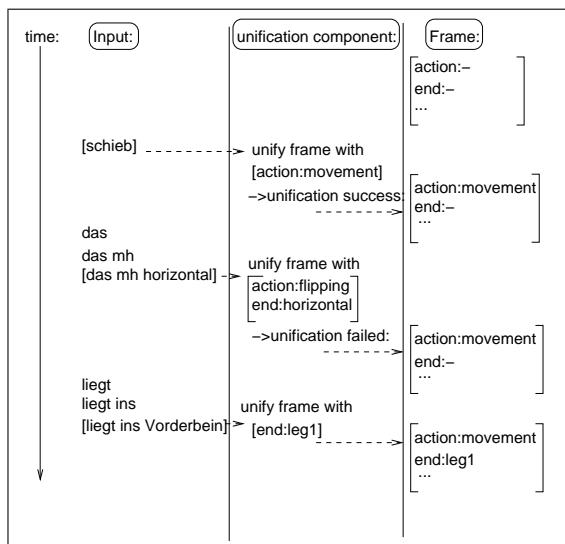 time: Input: unification component: Frame:
action:–
end:–
...
[schieb] unify frame with
[action:movement]
–>unification success:
action:movement
end:–
...
das
das mh
[das mh horizontal] unify frame with
action:flipping
end:horizontal
–>unification failed:
action:movement
end:–
...
liegt
liegt ins
[liegt ins Vorderbein] unify frame with
[end:leg1]
action:movement
end:leg1
...